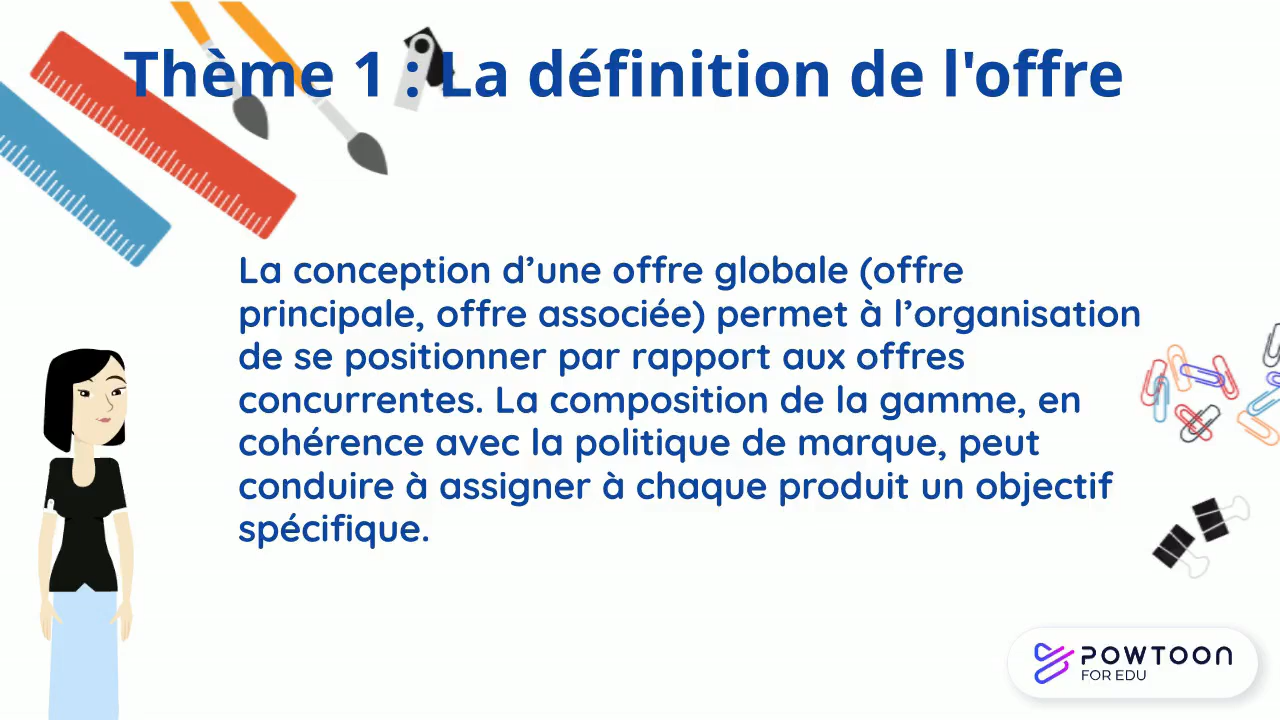 Thème 1 : La définition de l'offre
La conception d’une offre globale (offre
principale, offre associée) permet à l’organisation
de se positionner par rapport aux offres
concurrentes. La composition de la gamme, en
cohérence avec la politique de marque, peut
conduire à assigner à chaque produit un objectif
spécifique.
POWTOON
FOR EDU